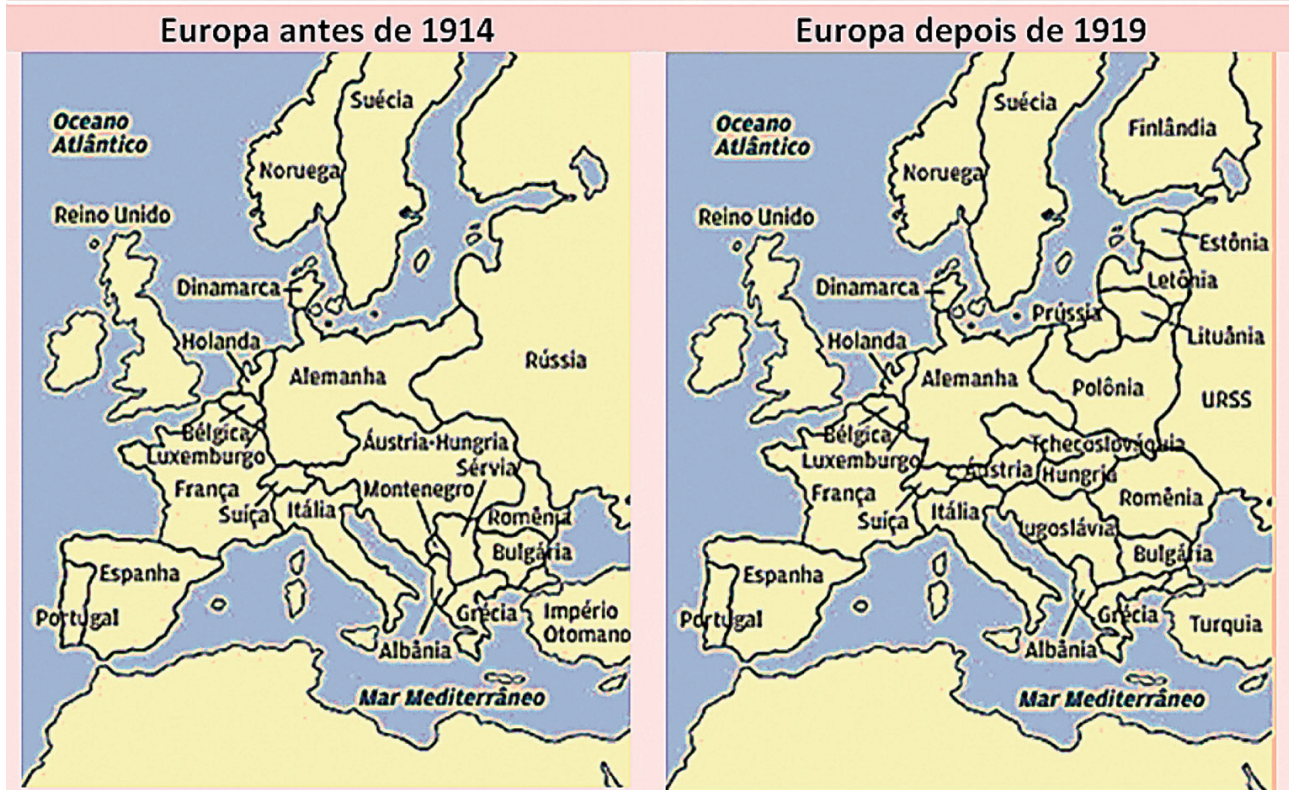 Europa antes de 1914
Suécia
Oceano
Atlântico
Noruega
Reino Unido
Dinamarca
Holanda
Alemanha
Rússia
Bélgica
Luxemburgo
Áustria-Hungria
Sérvia
Montenegro
França
Suíça
Itália
Romênia
Bulgária
Espanha
Portugal
Grécia
Império
Otomano
Albânia
Mar Mediterrâneo
Europa depois de 1919
Suécia
Oceano
Atlântico
Finlândia
Noruega
Reino Unido
Estônia
Letônia
Dinamarca
Prússia
Lituânia
Holanda
Alemanha
Polônia
URSS
Bélgica
Luxemburgo
Tchecoslováquia
Áustria
Hungria
França
Suíça
Itália
Romênia
Iugoslávia
Bulgária
Espanha
Portugal
Grécia
Turquia
Albânia
Mar Mediterrâneo